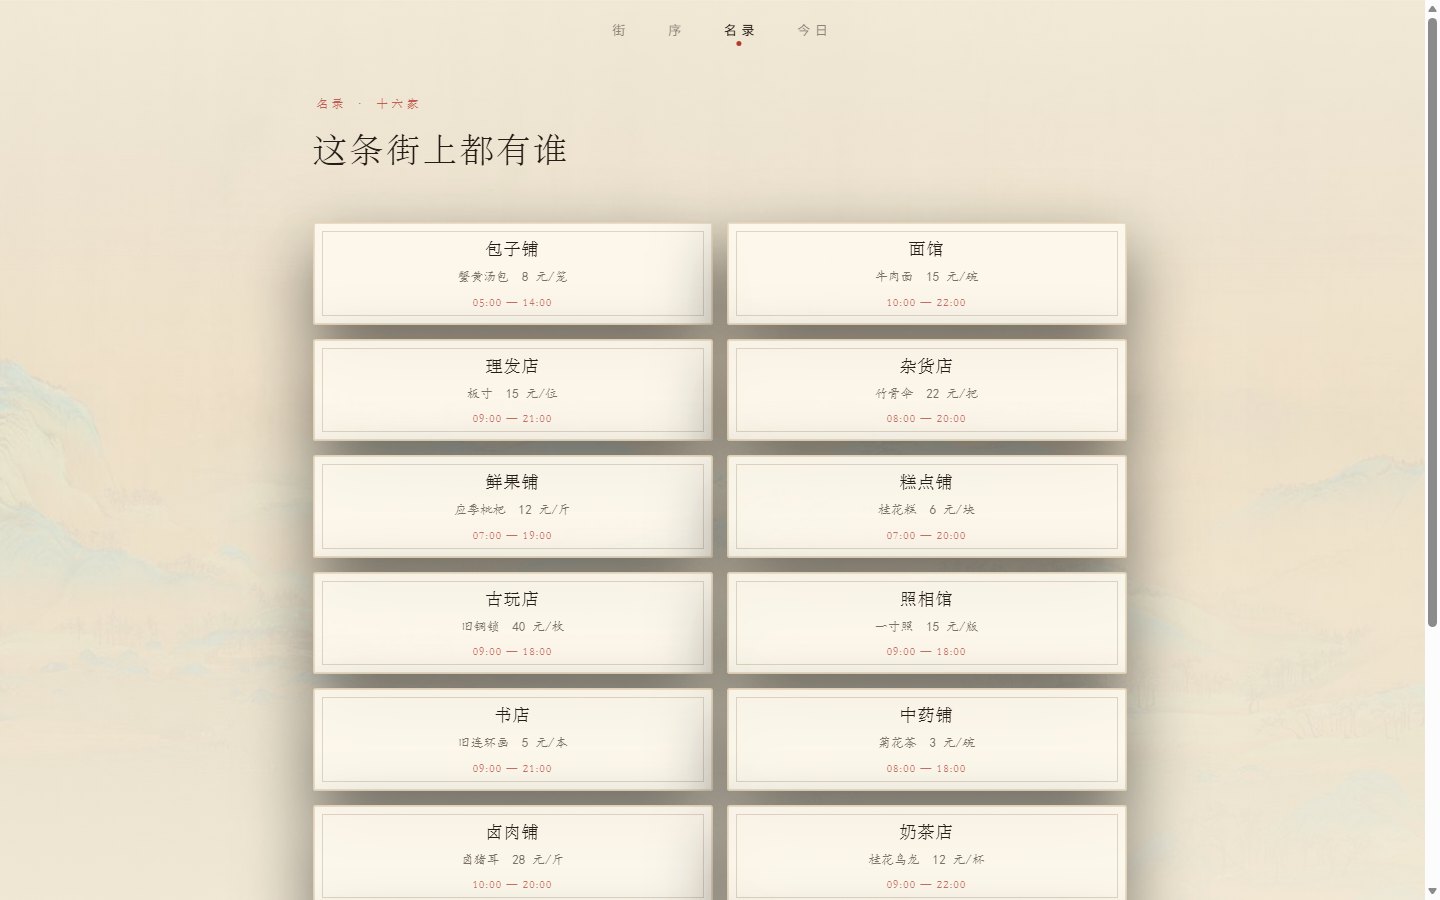 街 序 名录 今日
名录 · 十六家
这条街上都有谁
包子铺
蟹黄汤包 8 元/笼
05:00 — 14:00
面馆
牛肉面 15 元/碗
10:00 — 22:00
理发店
板寸 15 元/位
09:00 — 21:00
杂货店
竹骨伞 22 元/把
08:00 — 20:00
鲜果铺
应季枇杷 12 元/斤
07:00 — 19:00
糕点铺
桂花糕 6 元/块
07:00 — 20:00
古玩店
旧铜锁 40 元/枚
09:00 — 18:00
照相馆
一寸照 15 元/版
09:00 — 18:00
书店
旧连环画 5 元/本
09:00 — 21:00
中药铺
菊花茶 3 元/碗
08:00 — 18:00
卤肉铺
卤猪耳 28 元/斤
10:00 — 20:00
奶茶店
桂花乌龙 12 元/杯
09:00 — 22:00